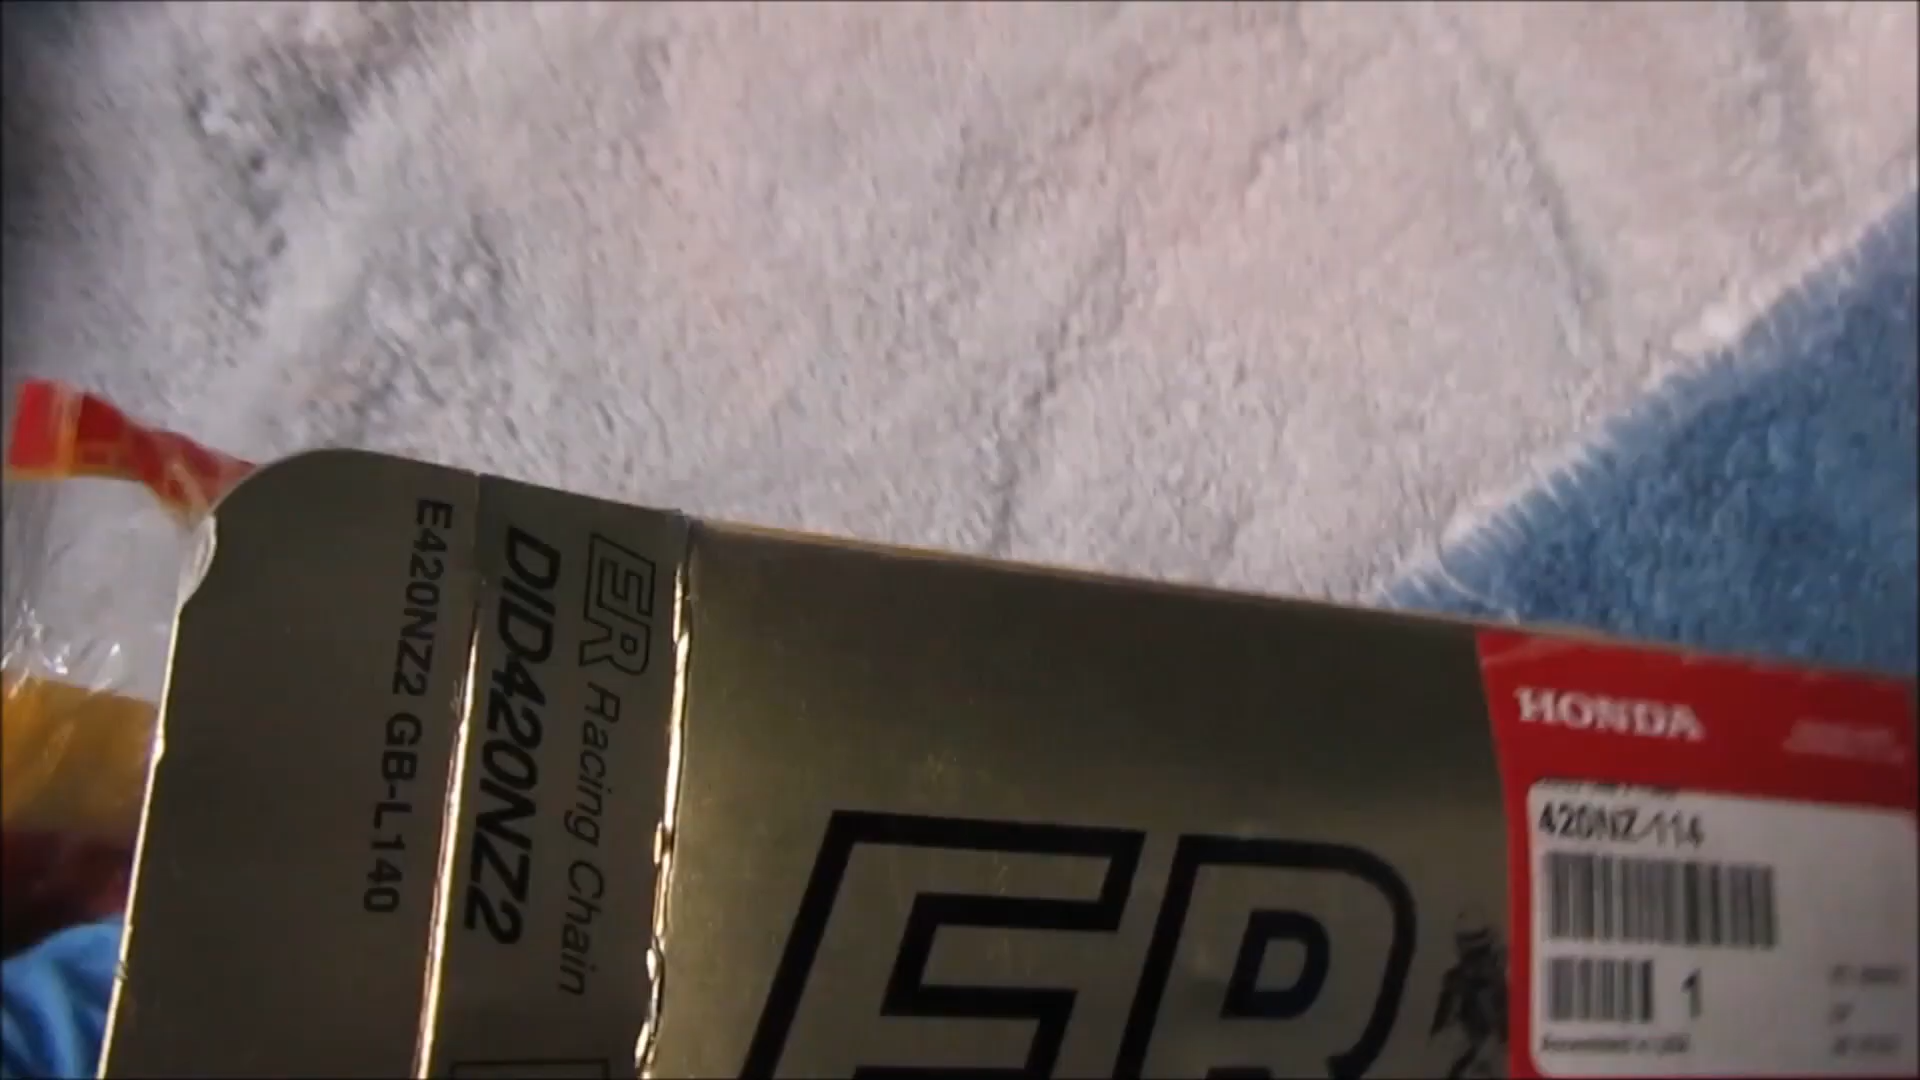 E420NZ2 GB-L140
DID420NZ2
ER Racing Chain
ER
HONDA
420NZ-114
1